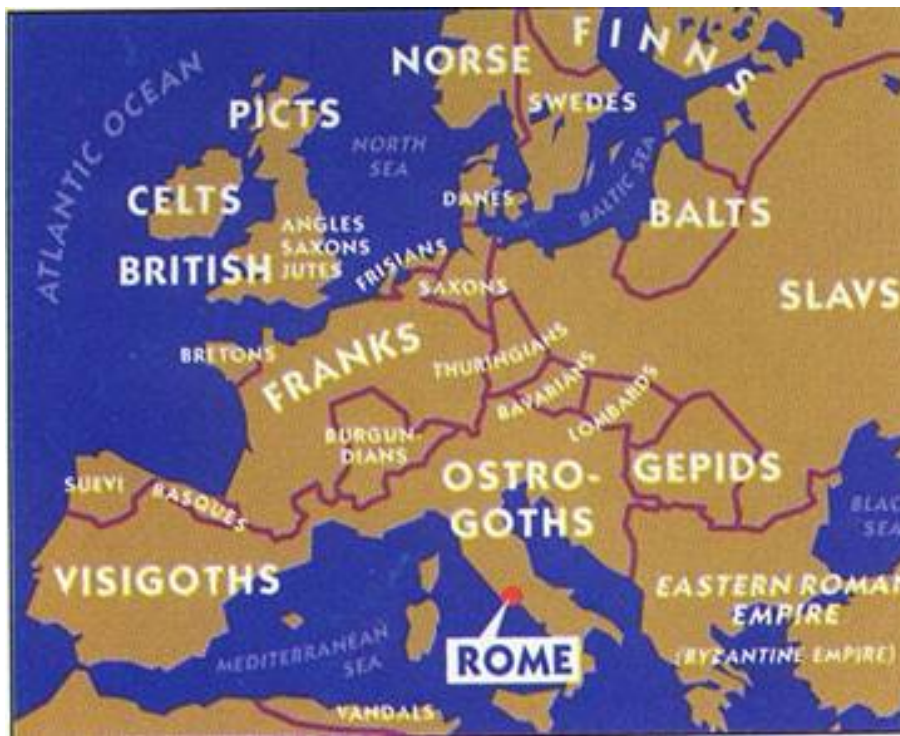 FINNS
NORSE
SWEDES
PICTS
ATLANTIC OCEAN
NORTH
SEA
BALTIC SEA
DANES
CELTS
BALTS
ANGLES
SAXONS
JUTES
BRITISH
FRISIANS
SAXONS
SLAVS
BRETONS
FRANKS
THURINGIANS
BAVARIANS
LOMBARDS
BURGUN-
DIANS
OSTRO-
GOTHS
GEPIDS
SUEVI
BASQUES
BLAC
SEA
VISIGOTHS
EASTERN ROMAN
EMPIRE
(BYZANTINE EMPIRE)
MEDITERRANEAN
SEA
ROME
VANDALS